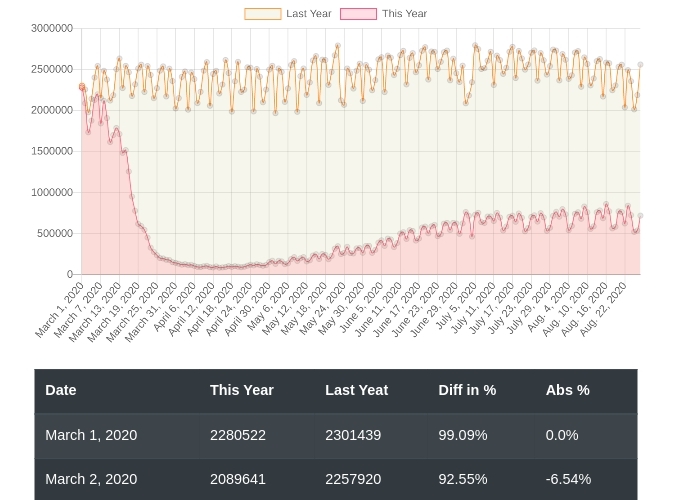 Last Year This Year
3000000
2500000
2000000
1500000
1000000
500000
0
March 1, 2020
March 7, 2020
March 13, 2020
March 19, 2020
March 25, 2020
March 31, 2020
April 6, 2020
April 12, 2020
April 18, 2020
April 24, 2020
April 30, 2020
May 6, 2020
May 12, 2020
May 18, 2020
May 24, 2020
May 30, 2020
June 5, 2020
June 11, 2020
June 17, 2020
June 23, 2020
June 29, 2020
July 5, 2020
July 11, 2020
July 17, 2020
July 23, 2020
July 29, 2020
Aug. 4, 2020
Aug. 10, 2020
Aug. 16, 2020
Aug. 22, 2020
Date This Year Last Yeat Diff in % Abs %
March 1, 2020 2280522 2301439 99.09% 0.0%
March 2, 2020 2089641 2257920 92.55% -6.54%